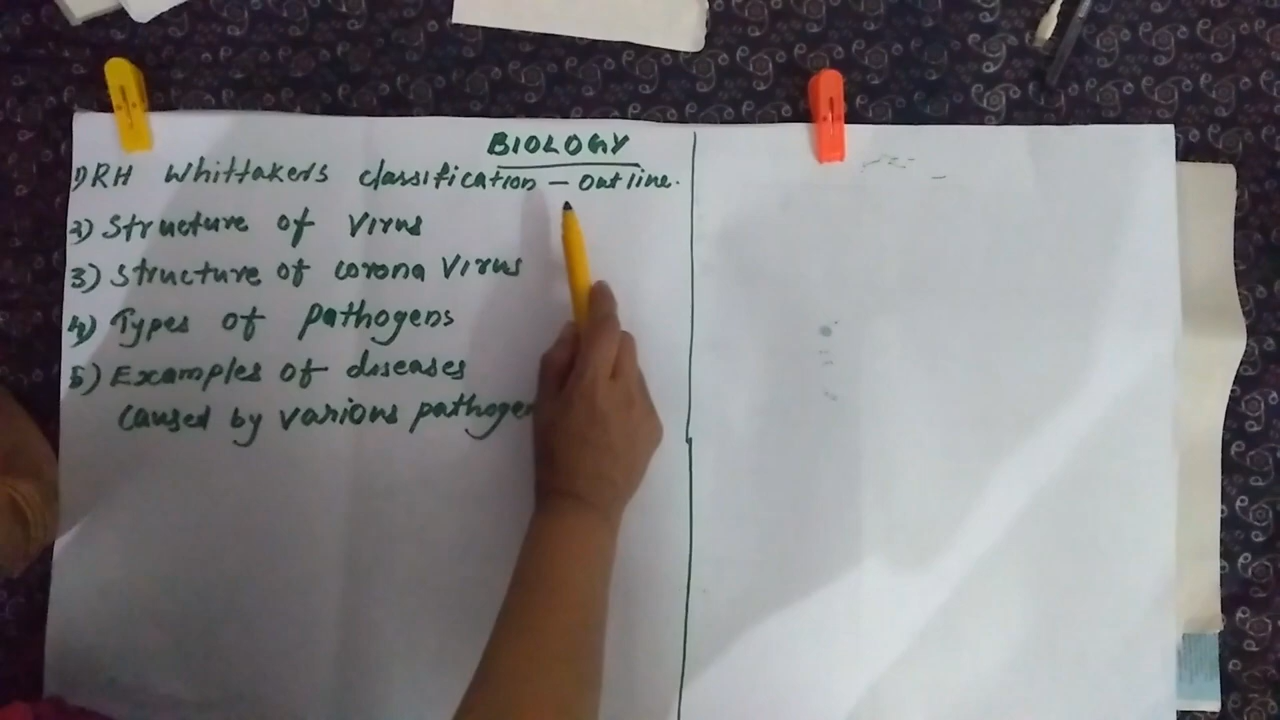 BIOLOGY
1) RH Whittakers classification - outline.
2) Structure of Virus
3) Structure of corona Virus
4) Types of pathogens
5) Examples of diseases
caused by various pathogen